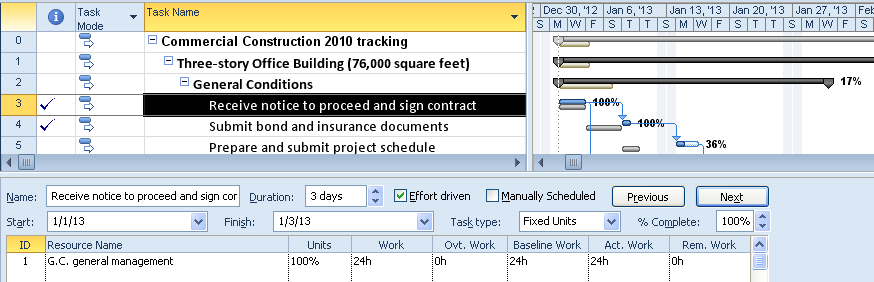 Task Mode Task Name Dec 30, '12 Jan 6, '13 Jan 13, '13 Jan 20, '13 Jan 27, '13 Feb
S W F S T T S M W F S T T S M W
0 Commercial Construction 2010 tracking
1 Three-story Office Building (76,000 square feet)
2 General Conditions 17%
3 Receive notice to proceed and sign contract 100%
4 Submit bond and insurance documents 100%
5 Prepare and submit project schedule 36%
Name: Receive notice to proceed and sign cor Duration: 3 days Effort driven Manually Scheduled Previous Next
Start: 1/1/13 Finish: 1/3/13 Task type: Fixed Units % Complete: 100%
ID Resource Name Units Work Ovt. Work Baseline Work Act. Work Rem. Work
1 G.C. general management 100% 24h 0h 24h 24h 0h